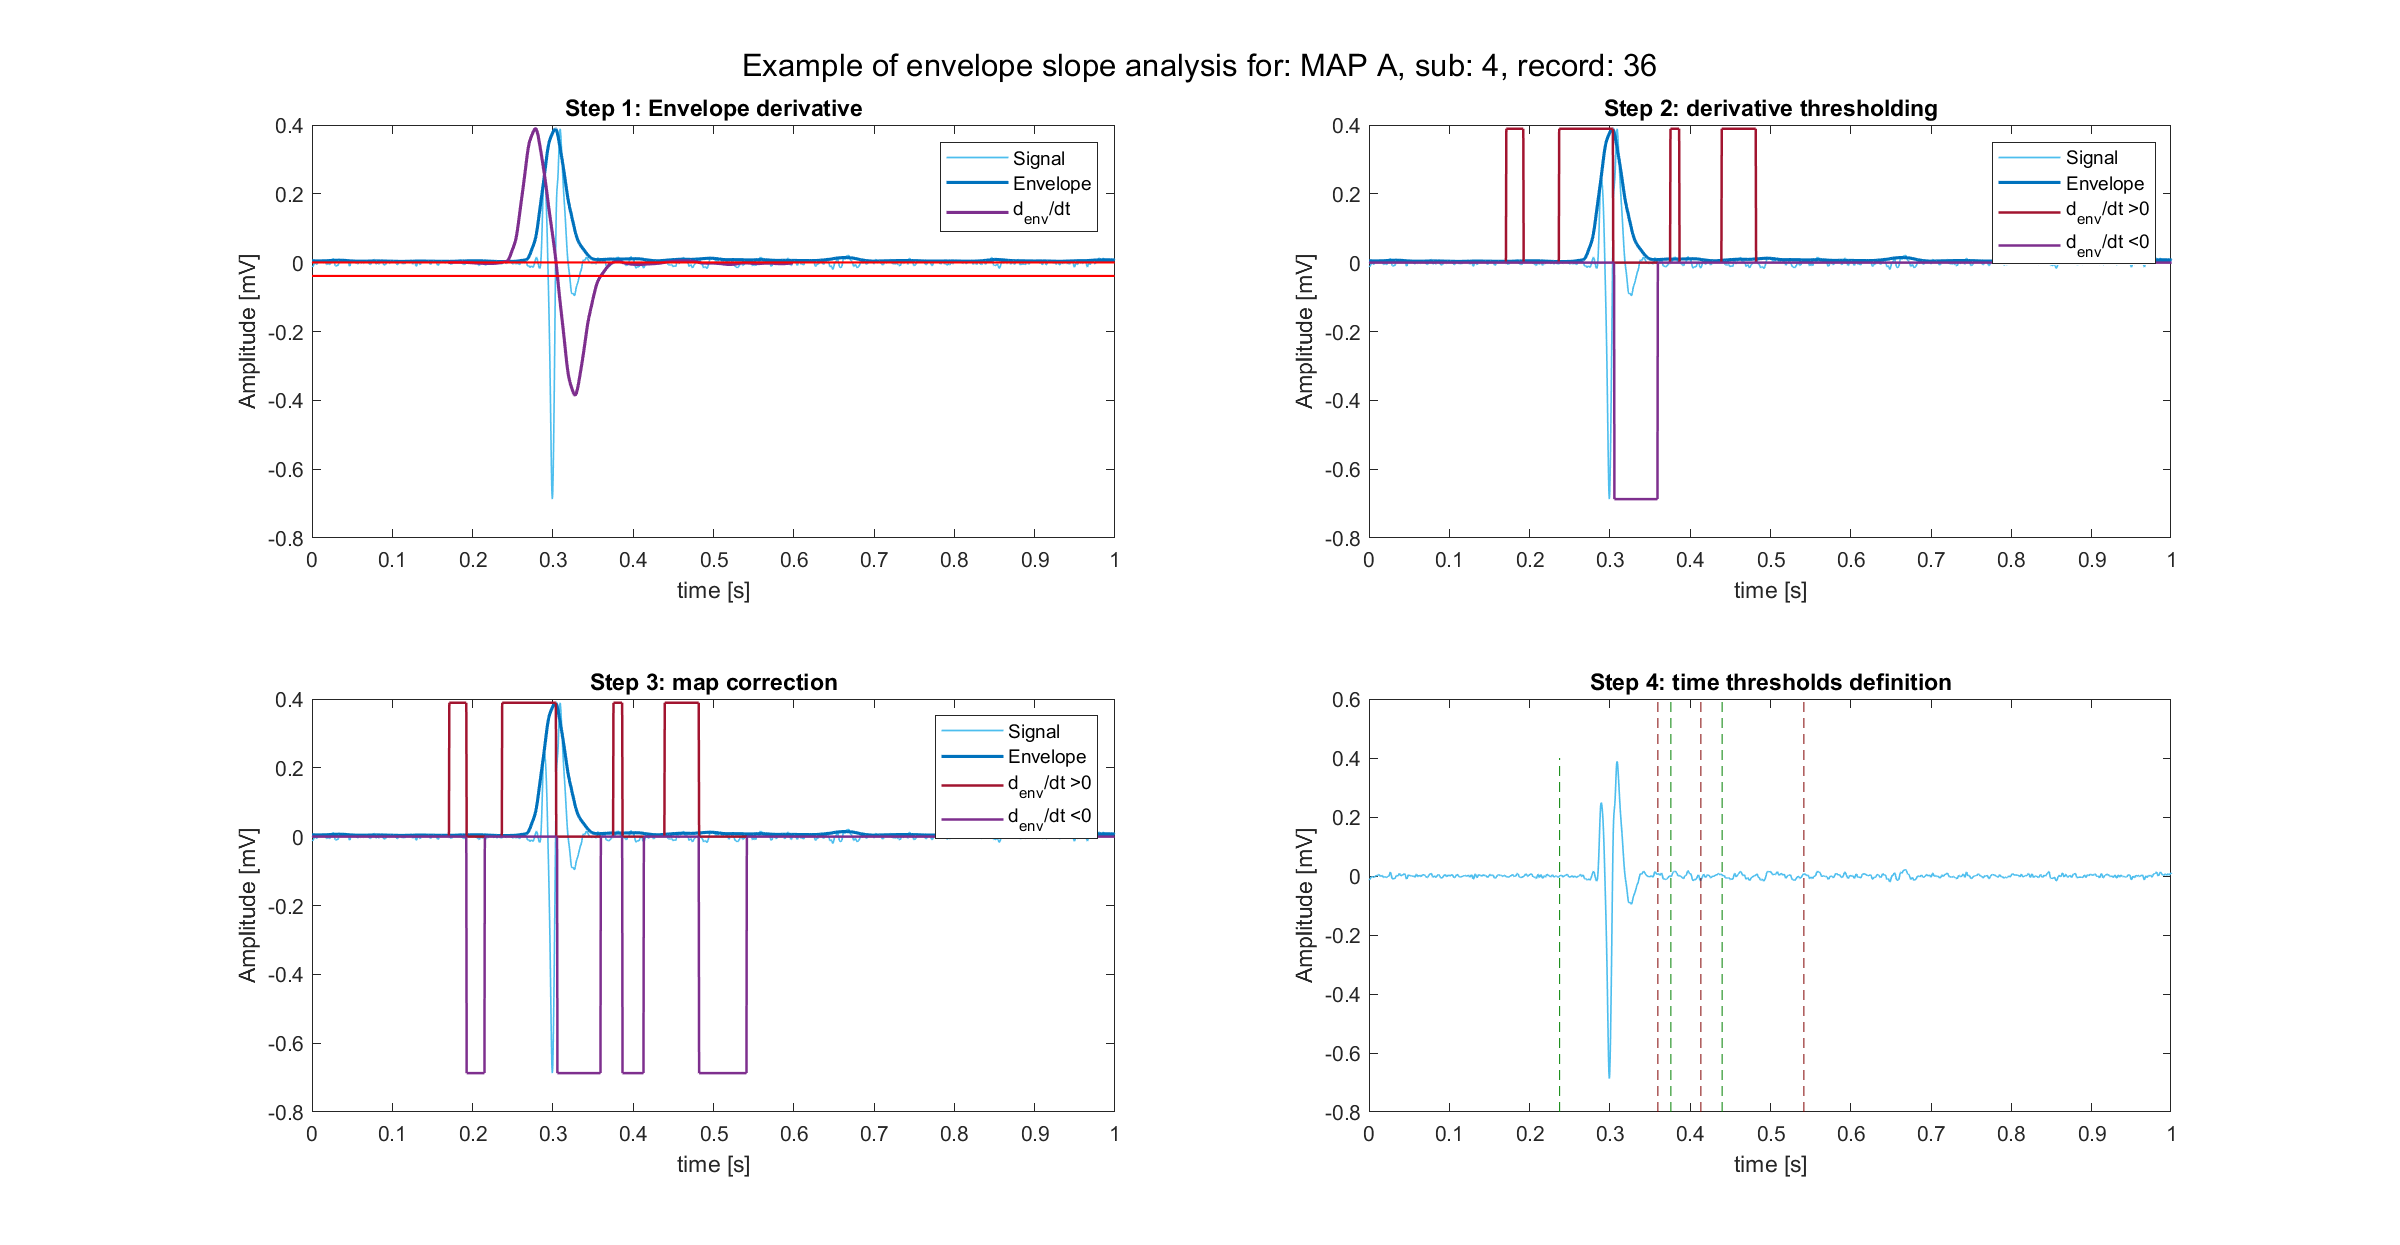 Example of envelope slope analysis for: MAP A, sub: 4, record: 36
Step 1: Envelope derivative
Amplitude [mV]
0.4
0.2
0
-0.2
-0.4
-0.6
-0.8
Signal
Envelope
d_env/dt
0 0.1 0.2 0.3 0.4 0.5 0.6 0.7 0.8 0.9 1
time [s]
Step 2: derivative thresholding
Amplitude [mV]
0.4
0.2
0
-0.2
-0.4
-0.6
-0.8
Signal
Envelope
d_env/dt >0
d_env/dt <0
0 0.1 0.2 0.3 0.4 0.5 0.6 0.7 0.8 0.9 1
time [s]
Step 3: map correction
Amplitude [mV]
0.4
0.2
0
-0.2
-0.4
-0.6
-0.8
Signal
Envelope
d_env/dt >0
d_env/dt <0
0 0.1 0.2 0.3 0.4 0.5 0.6 0.7 0.8 0.9 1
time [s]
Step 4: time thresholds definition
Amplitude [mV]
0.6
0.4
0.2
0
-0.2
-0.4
-0.6
-0.8
0 0.1 0.2 0.3 0.4 0.5 0.6 0.7 0.8 0.9 1
time [s]